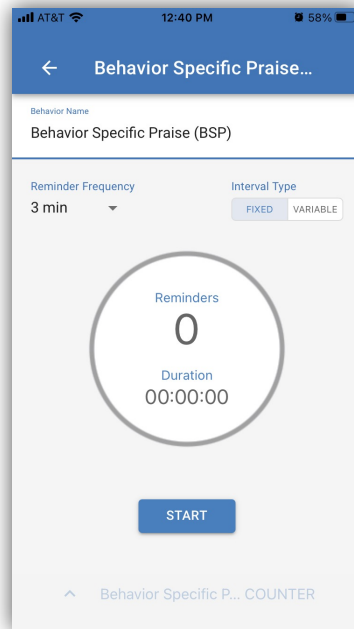 AT&T 12:40 PM 58%
Behavior Specific Praise...
Behavior Name
Behavior Specific Praise (BSP)
Reminder Frequency Interval Type
3 min FIXED VARIABLE
Reminders
0
Duration
00:00:00
START
Behavior Specific P... COUNTER